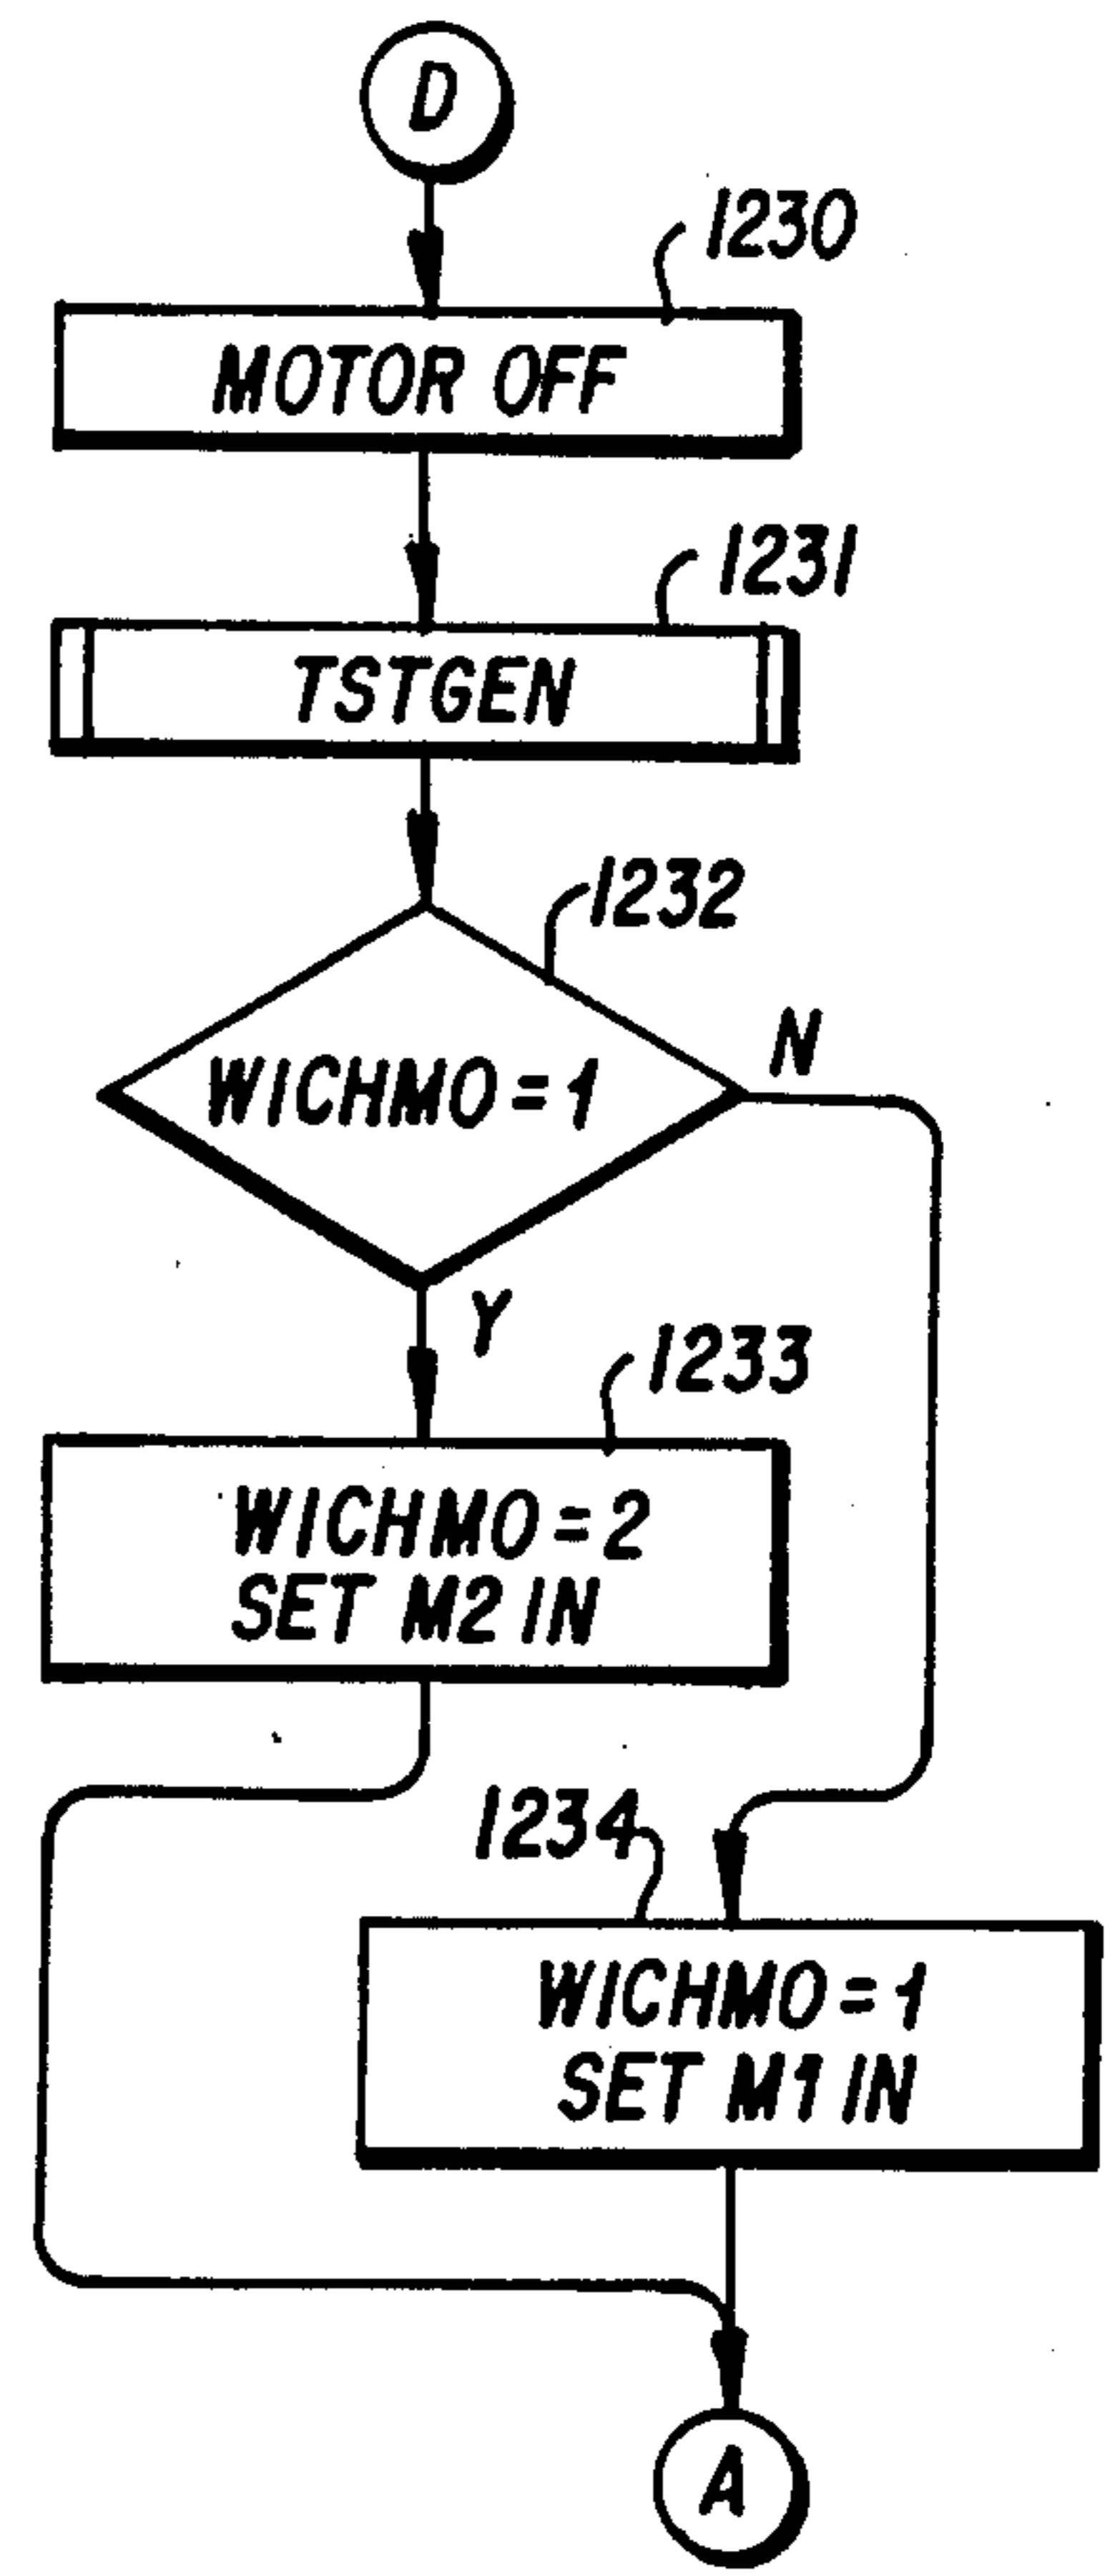 D
1230
MOTOR OFF
1231
TSTGEN
1232
WICHMO = 1
N
Y
1233
WICHMO = 2
SET M2 IN
1234
WICHMO = 1
SET M1 IN
A